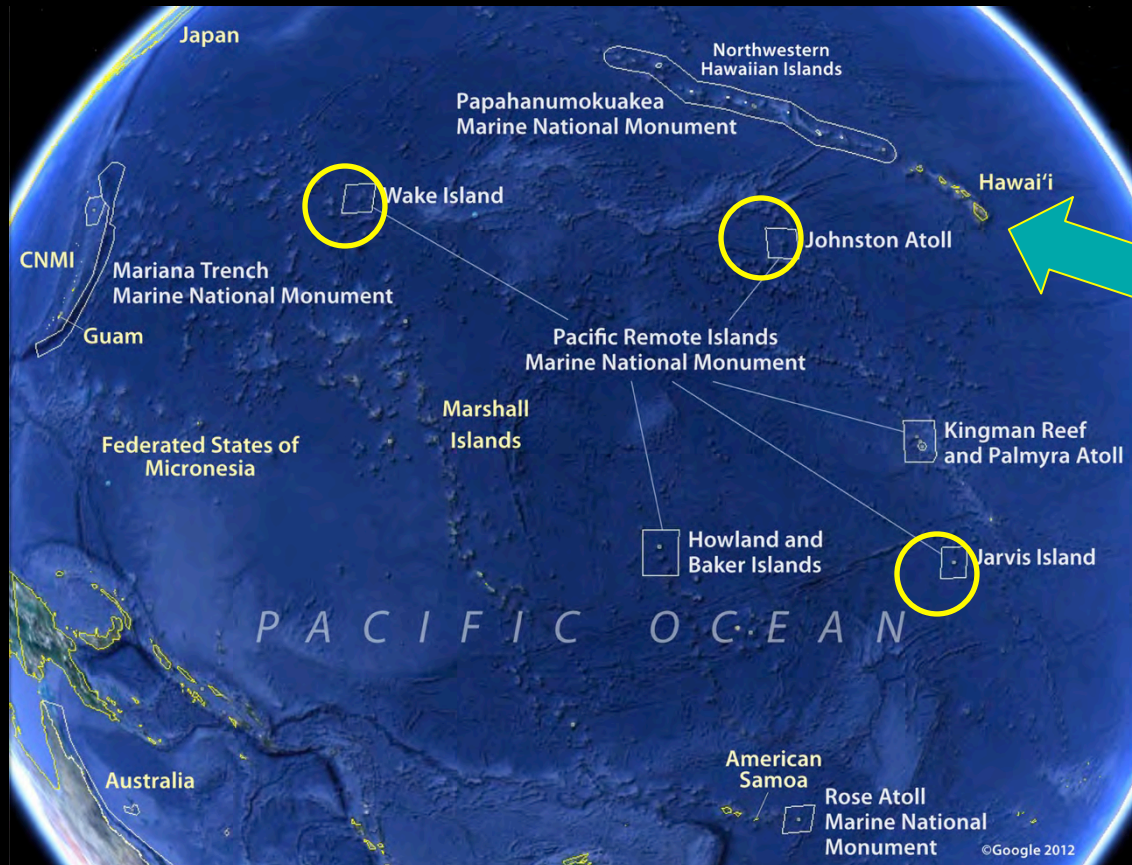 Japan
Northwestern
Hawaiian Islands
Papahanumokuakea
Marine National Monument
Wake Island
Hawai‘i
Johnston Atoll
CNMI
Mariana Trench
Marine National Monument
Guam
Pacific Remote Islands
Marine National Monument
Marshall
Islands
Federated States of
Micronesia
Kingman Reef
and Palmyra Atoll
Howland and
Baker Islands
Jarvis Island
PACIFIC OCEAN
American
Samoa
Australia
Rose Atoll
Marine National
Monument
©Google 2012